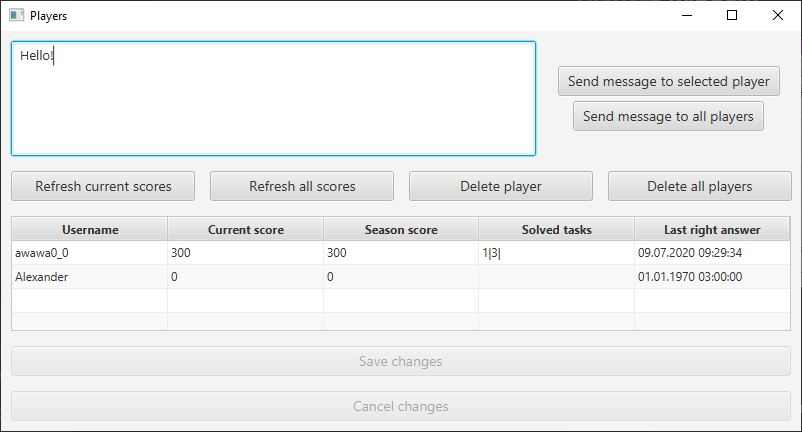 Players
Hello!
Send message to selected player
Send message to all players
Refresh current scores Refresh all scores Delete player Delete all players
Username Current score Season score Solved tasks Last right answer
awawa0_0 300 300 1|3| 09.07.2020 09:29:34
Alexander 0 0 01.01.1970 03:00:00
Save changes
Cancel changes